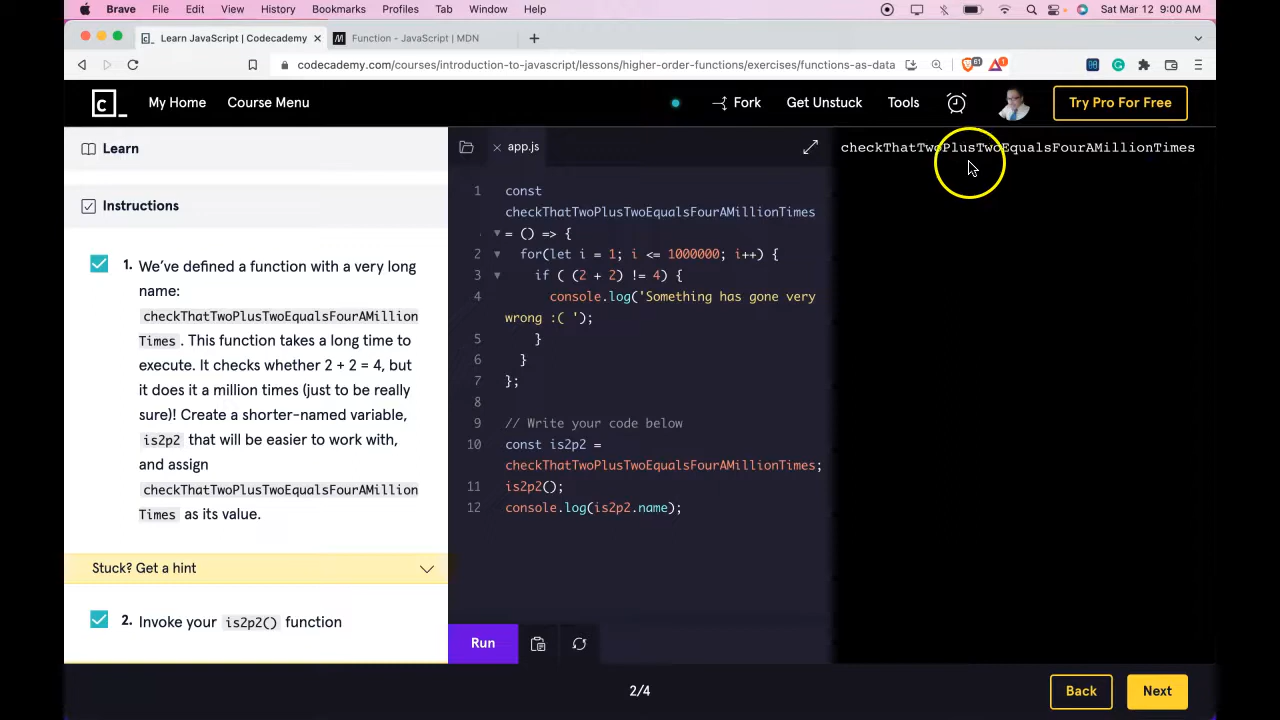 Brave File Edit View History Bookmarks Profiles Tab Window Help Sat Mar 12 9:00 AM
Learn JavaScript | Codecademy
Function - JavaScript | MDN
codecademy.com/courses/introduction-to-javascript/lessons/higher-order-functions/exercises/functions-as-data
61
1
c_
My Home
Course Menu
Fork
Get Unstuck
Tools
Try Pro For Free
Learn
Instructions
1. We've defined a function with a very long
name:
checkThatTwoPlusTwoEqualsFourAMillion
Times . This function takes a long time to
execute. It checks whether 2 + 2 = 4, but
it does it a million times (just to be really
sure)! Create a shorter-named variable,
is2p2 that will be easier to work with,
and assign
checkThatTwoPlusTwoEqualsFourAMillion
Times as its value.
Stuck? Get a hint
2. Invoke your is2p2() function
app.js
1 const
checkThatTwoPlusTwoEqualsFourAMillionTimes
= () => {
2 for(let i = 1; i <= 1000000; i++) {
3 if ( (2 + 2) != 4) {
4 console.log('Something has gone very
wrong :( ');
5 }
6 }
7 };
8
9 // Write your code below
10 const is2p2 =
checkThatTwoPlusTwoEqualsFourAMillionTimes;
11 is2p2();
12 console.log(is2p2.name);
Run
checkThatTwoPlusTwoEqualsFourAMillionTimes
2/4
Back
Next